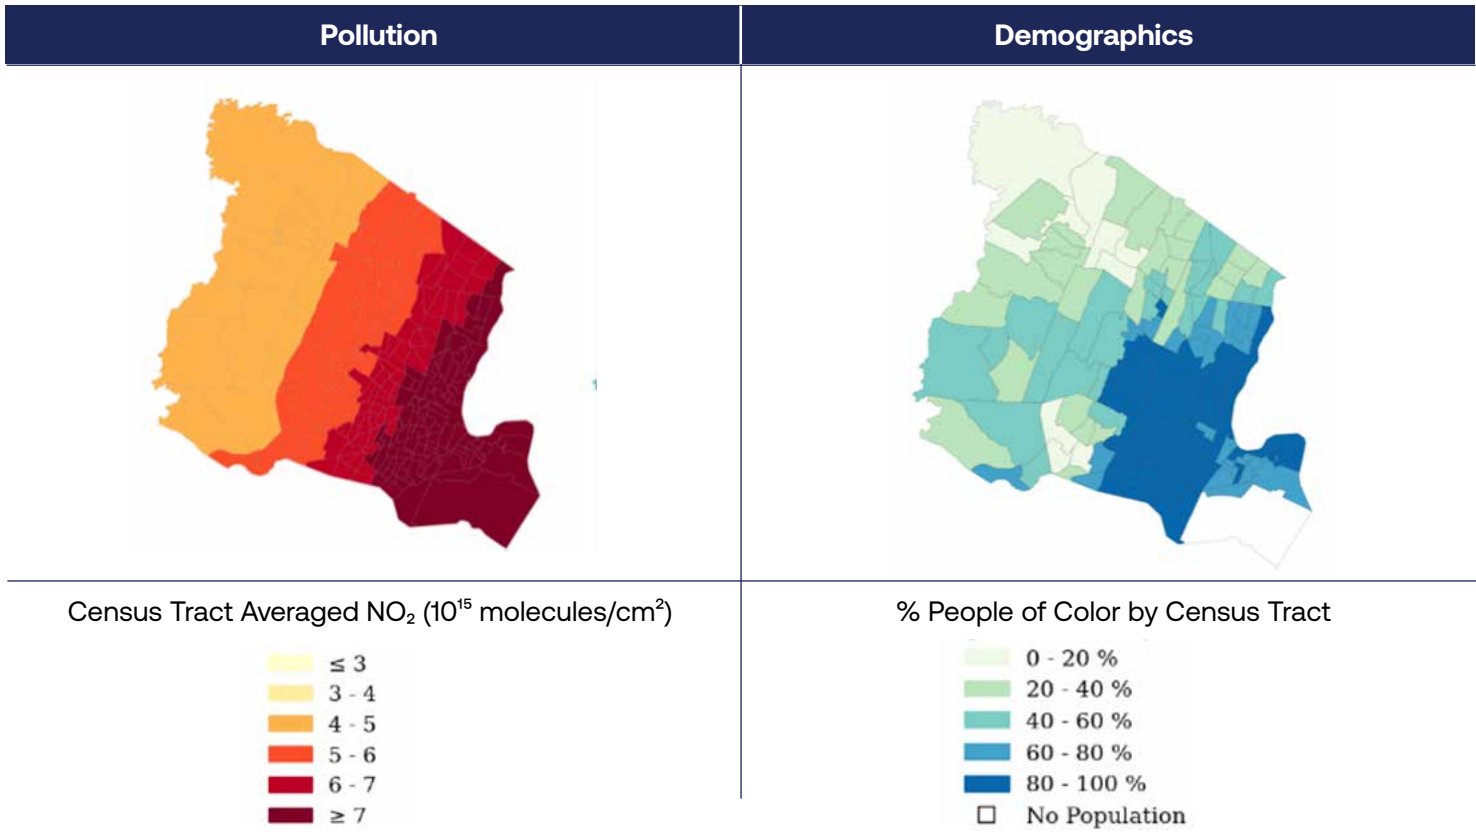 Pollution
Demographics
Census Tract Averaged NO₂ (10¹⁵ molecules/cm²)
≤ 3
3 - 4
4 - 5
5 - 6
6 - 7
≥ 7
% People of Color by Census Tract
0 - 20 %
20 - 40 %
40 - 60 %
60 - 80 %
80 - 100 %
No Population